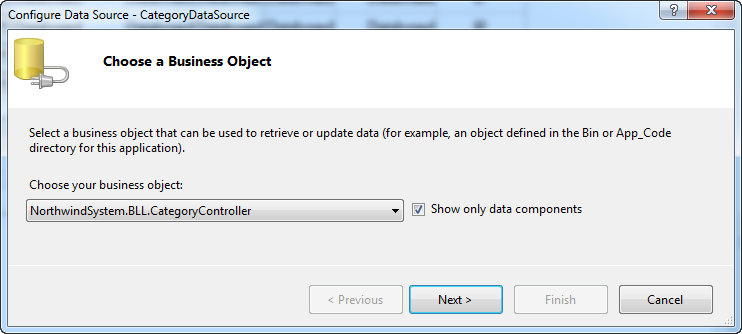 Configure Data Source - CategoryDataSource
Choose a Business Object
Select a business object that can be used to retrieve or update data (for example, an object defined in the Bin or App_Code
directory for this application).
Choose your business object:
NorthwindSystem.BLL.CategoryController
Show only data components
< Previous
Next >
Finish
Cancel